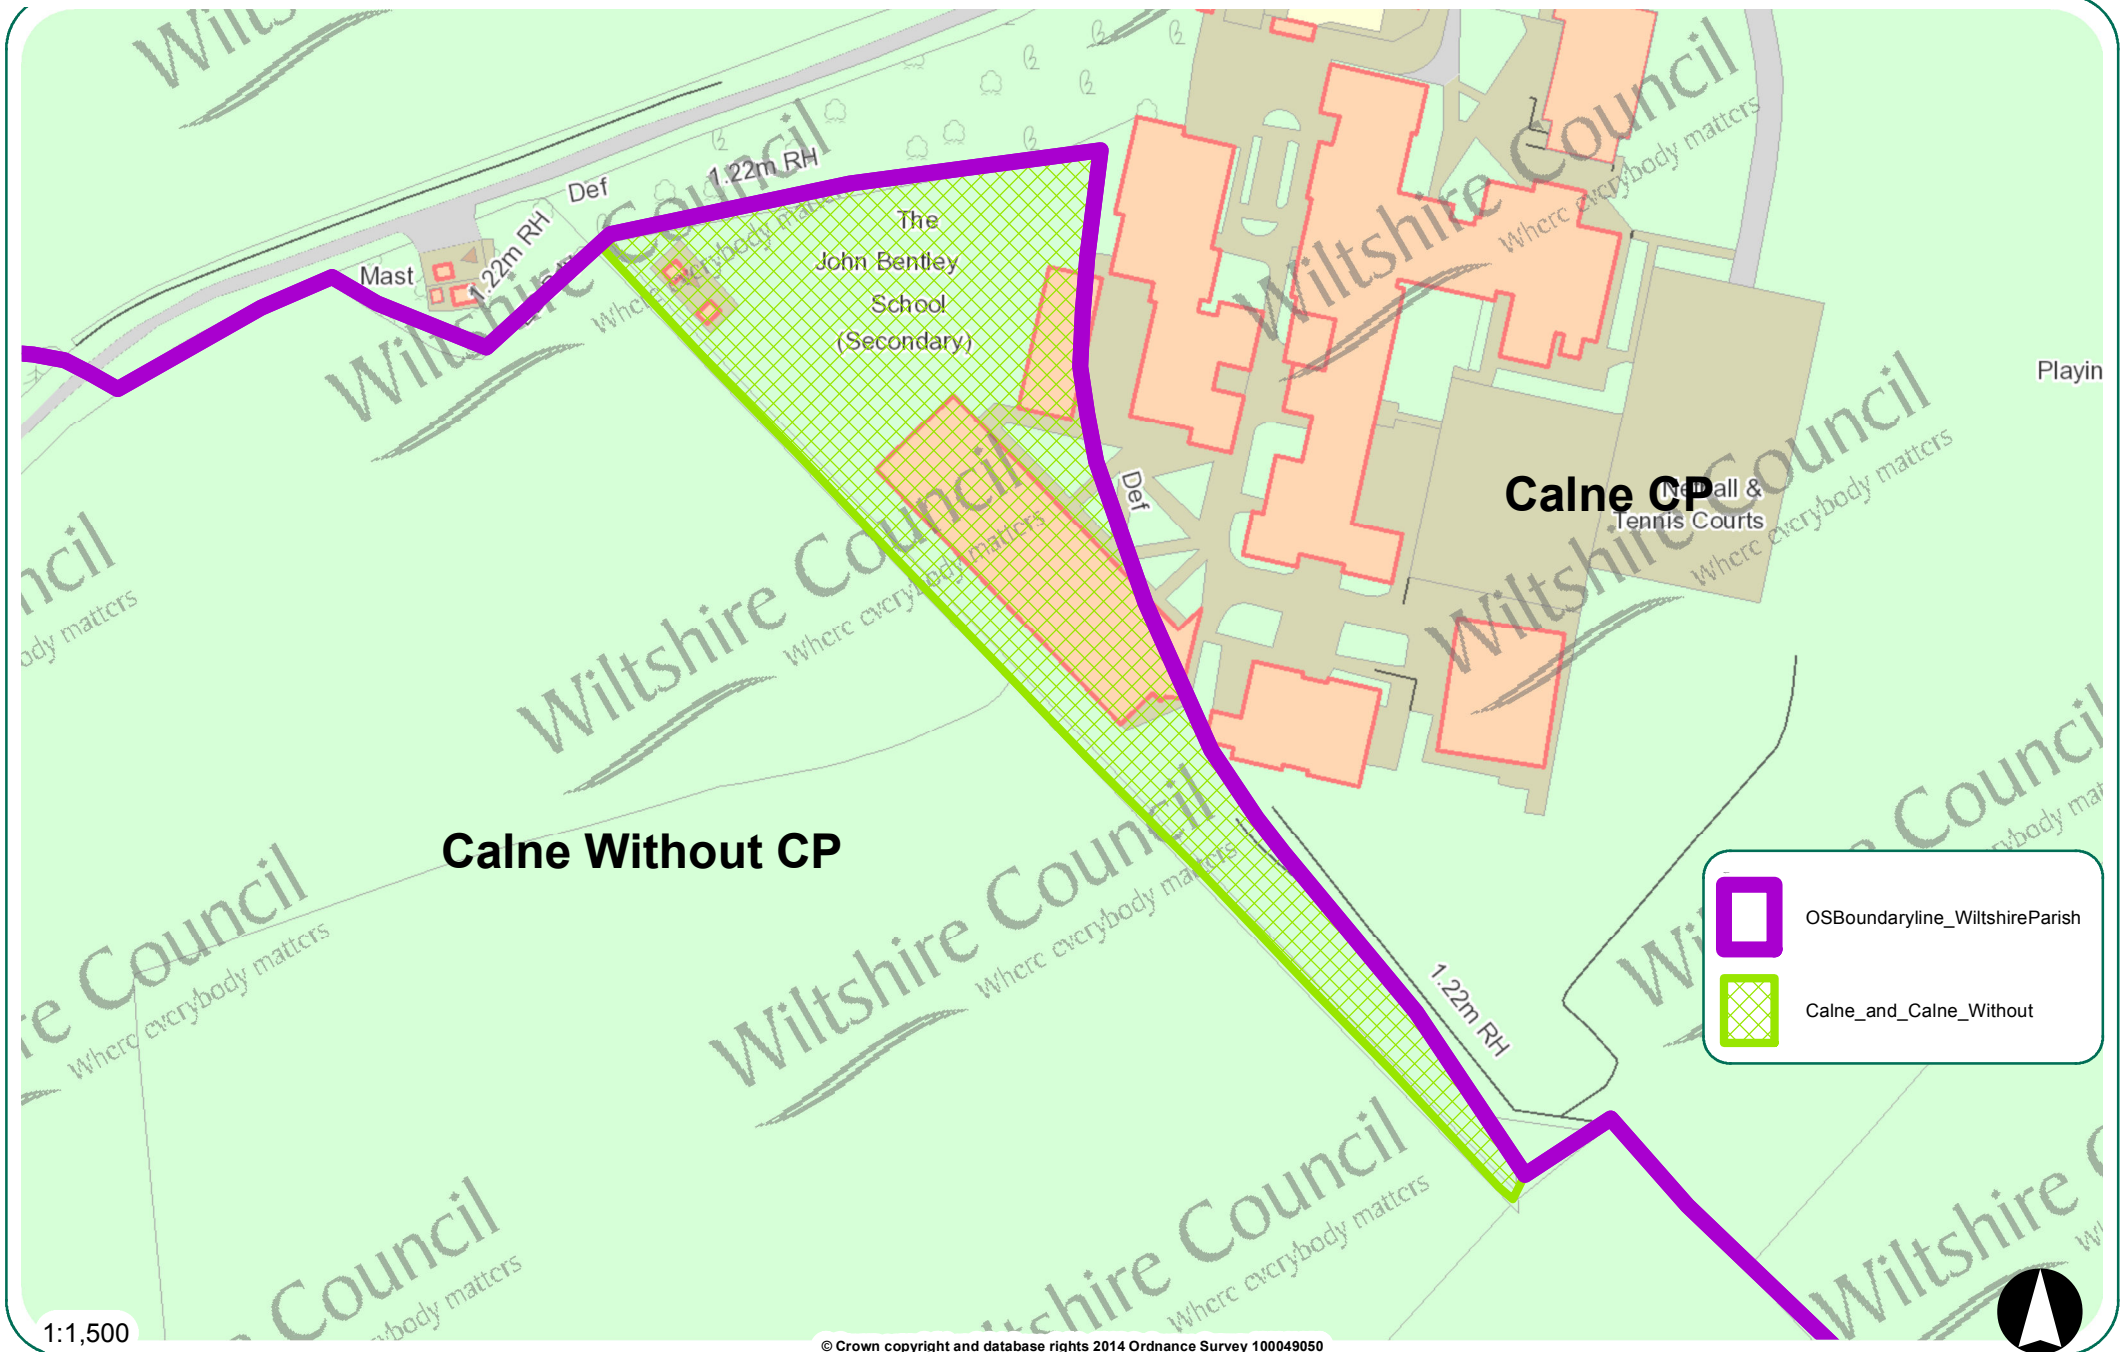 Wiltshire Council
Where everybody matters
1.22m RH
Def
1.22m RH
Mast
The
John Bentley
School
(Secondary)
Def
Playin
Calne CP
Netball &
Tennis Courts
Calne Without CP
1.22m RH
OSBoundaryline_WiltshireParish
Calne_and_Calne_Without
1:1,500
© Crown copyright and database rights 2014 Ordnance Survey 100049050